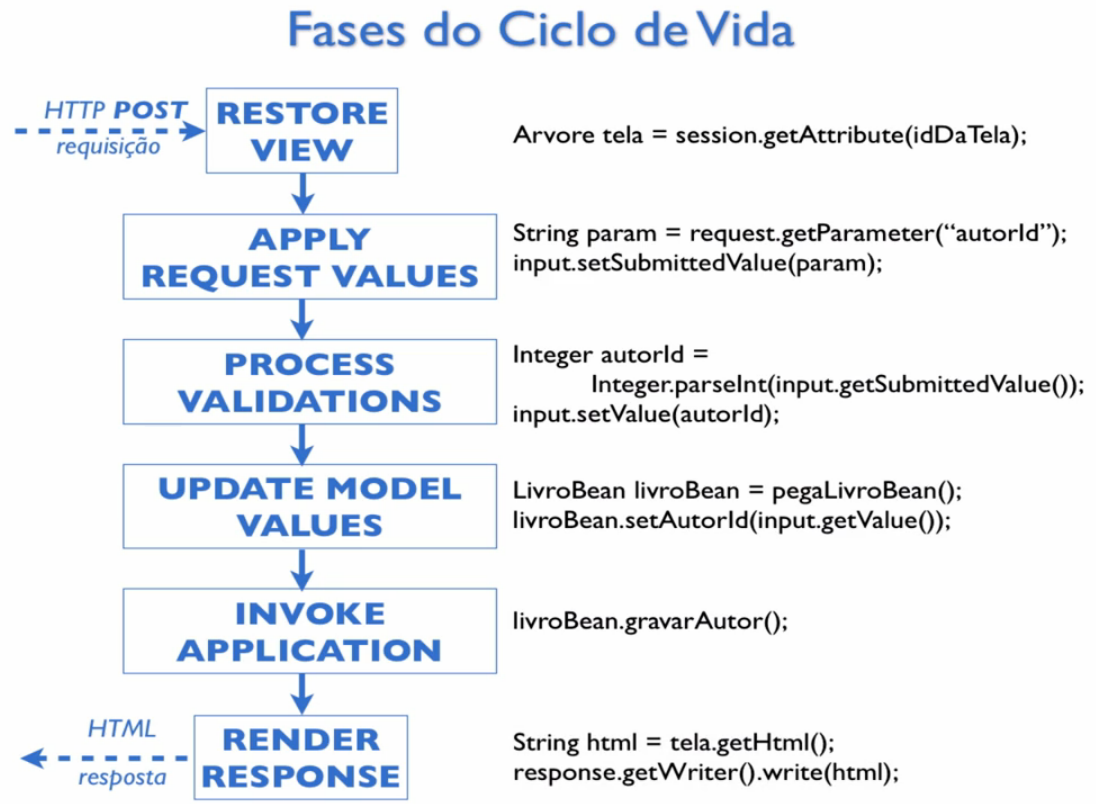 Fases do Ciclo de Vida
HTTP POST
requisição
RESTORE
VIEW
Arvore tela = session.getAttribute(idDaTela);
APPLY
REQUEST VALUES
String param = request.getParameter(“autorId”);
input.setSubmittedValue(param);
PROCESS
VALIDATIONS
Integer autorId =
Integer.parseInt(input.getSubmittedValue());
input.setValue(autorId);
UPDATE MODEL
VALUES
LivroBean livroBean = pegaLivroBean();
livroBean.setAutorId(input.getValue());
INVOKE
APPLICATION
livroBean.gravarAutor();
HTML
resposta
RENDER
RESPONSE
String html = tela.getHtml();
response.getWriter().write(html);